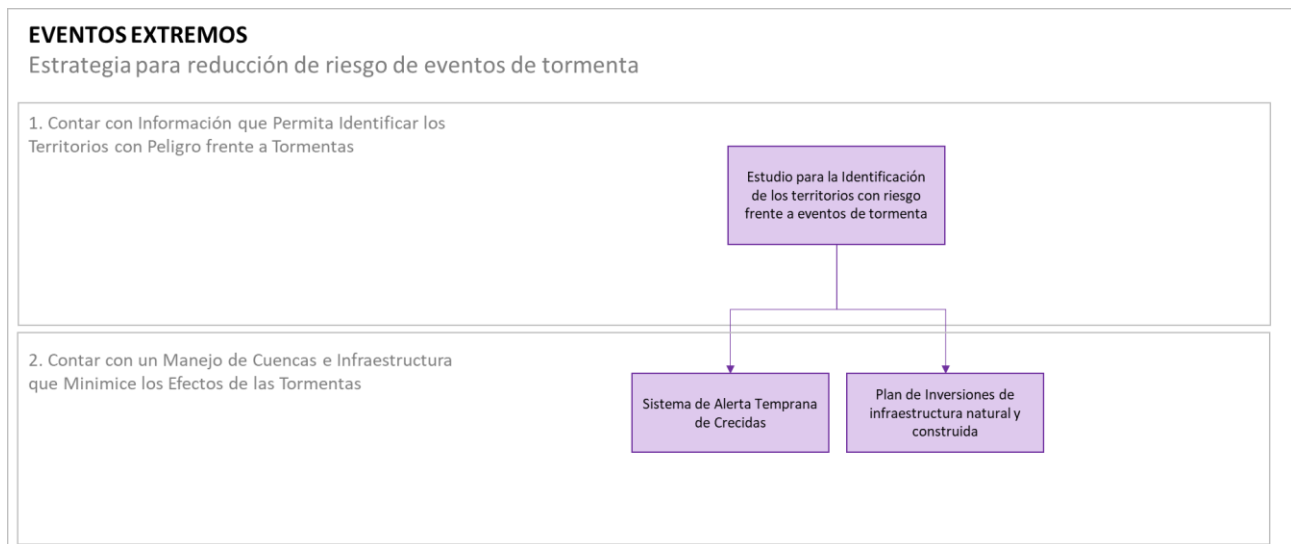 EVENTOS EXTREMOS
Estrategia para reducción de riesgo de eventos de tormenta
1. Contar con Información que Permita Identificar los
Territorios con Peligro frente a Tormentas
Estudio para la Identificación
de los territorios con riesgo
frente a eventos de tormenta
2. Contar con un Manejo de Cuencas e Infraestructura
que Minimice los Efectos de las Tormentas
Sistema de Alerta Temprana
de Crecidas
Plan de Inversiones de
infraestructura natural y
construida